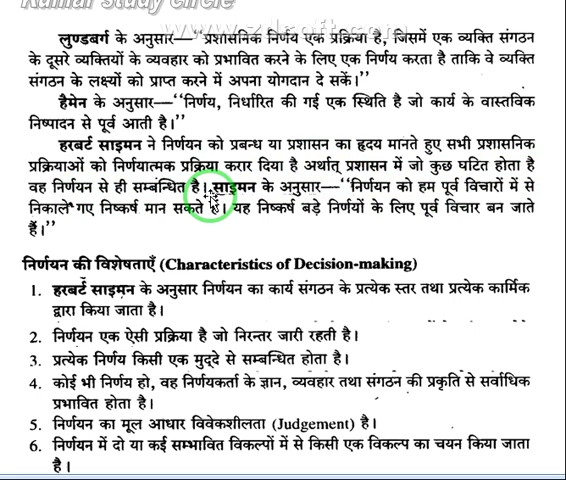 Kumar Study Circle
www.zdsoft.com
लुण्डबर्ग के अनुसार—"प्रशासनिक निर्णय एक प्रक्रिया है, जिसमें एक व्यक्ति संगठन
के दूसरे व्यक्तियों के व्यवहार को प्रभावित करने के लिए एक निर्णय करता है ताकि वे व्यक्ति
संगठन के लक्ष्यों को प्राप्त करने में अपना योगदान दे सकें।"
हैमेन के अनुसार—"निर्णय, निर्धारित की गई एक स्थिति है जो कार्य के वास्तविक
निष्पादन से पूर्व आती है।"
हरबर्ट साइमन ने निर्णयन को प्रबन्ध या प्रशासन का हृदय मानते हुए सभी प्रशासनिक
प्रक्रियाओं को निर्णयात्मक प्रक्रिया करार दिया है अर्थात् प्रशासन में जो कुछ घटित होता है
वह निर्णयन से ही सम्बन्धित है। साइमन के अनुसार—"निर्णयन को हम पूर्व विचारों में से
निकाले गए निष्कर्ष मान सकते हैं। यह निष्कर्ष बड़े निर्णयों के लिए पूर्व विचार बन जाते
हैं।"
निर्णयन की विशेषताएँ (Characteristics of Decision-making)
1. हरबर्ट साइमन के अनुसार निर्णयन का कार्य संगठन के प्रत्येक स्तर तथा प्रत्येक कार्मिक
द्वारा किया जाता है।
2. निर्णयन एक ऐसी प्रक्रिया है जो निरन्तर जारी रहती है।
3. प्रत्येक निर्णय किसी एक मुद्दे से सम्बन्धित होता है।
4. कोई भी निर्णय हो, वह निर्णयकर्ता के ज्ञान, व्यवहार तथा संगठन की प्रकृति से सर्वाधिक
प्रभावित होता है।
5. निर्णयन का मूल आधार विवेकशीलता (Judgement) है।
6. निर्णयन में दो या कई सम्भावित विकल्पों में से किसी एक विकल्प का चयन किया जाता
है।